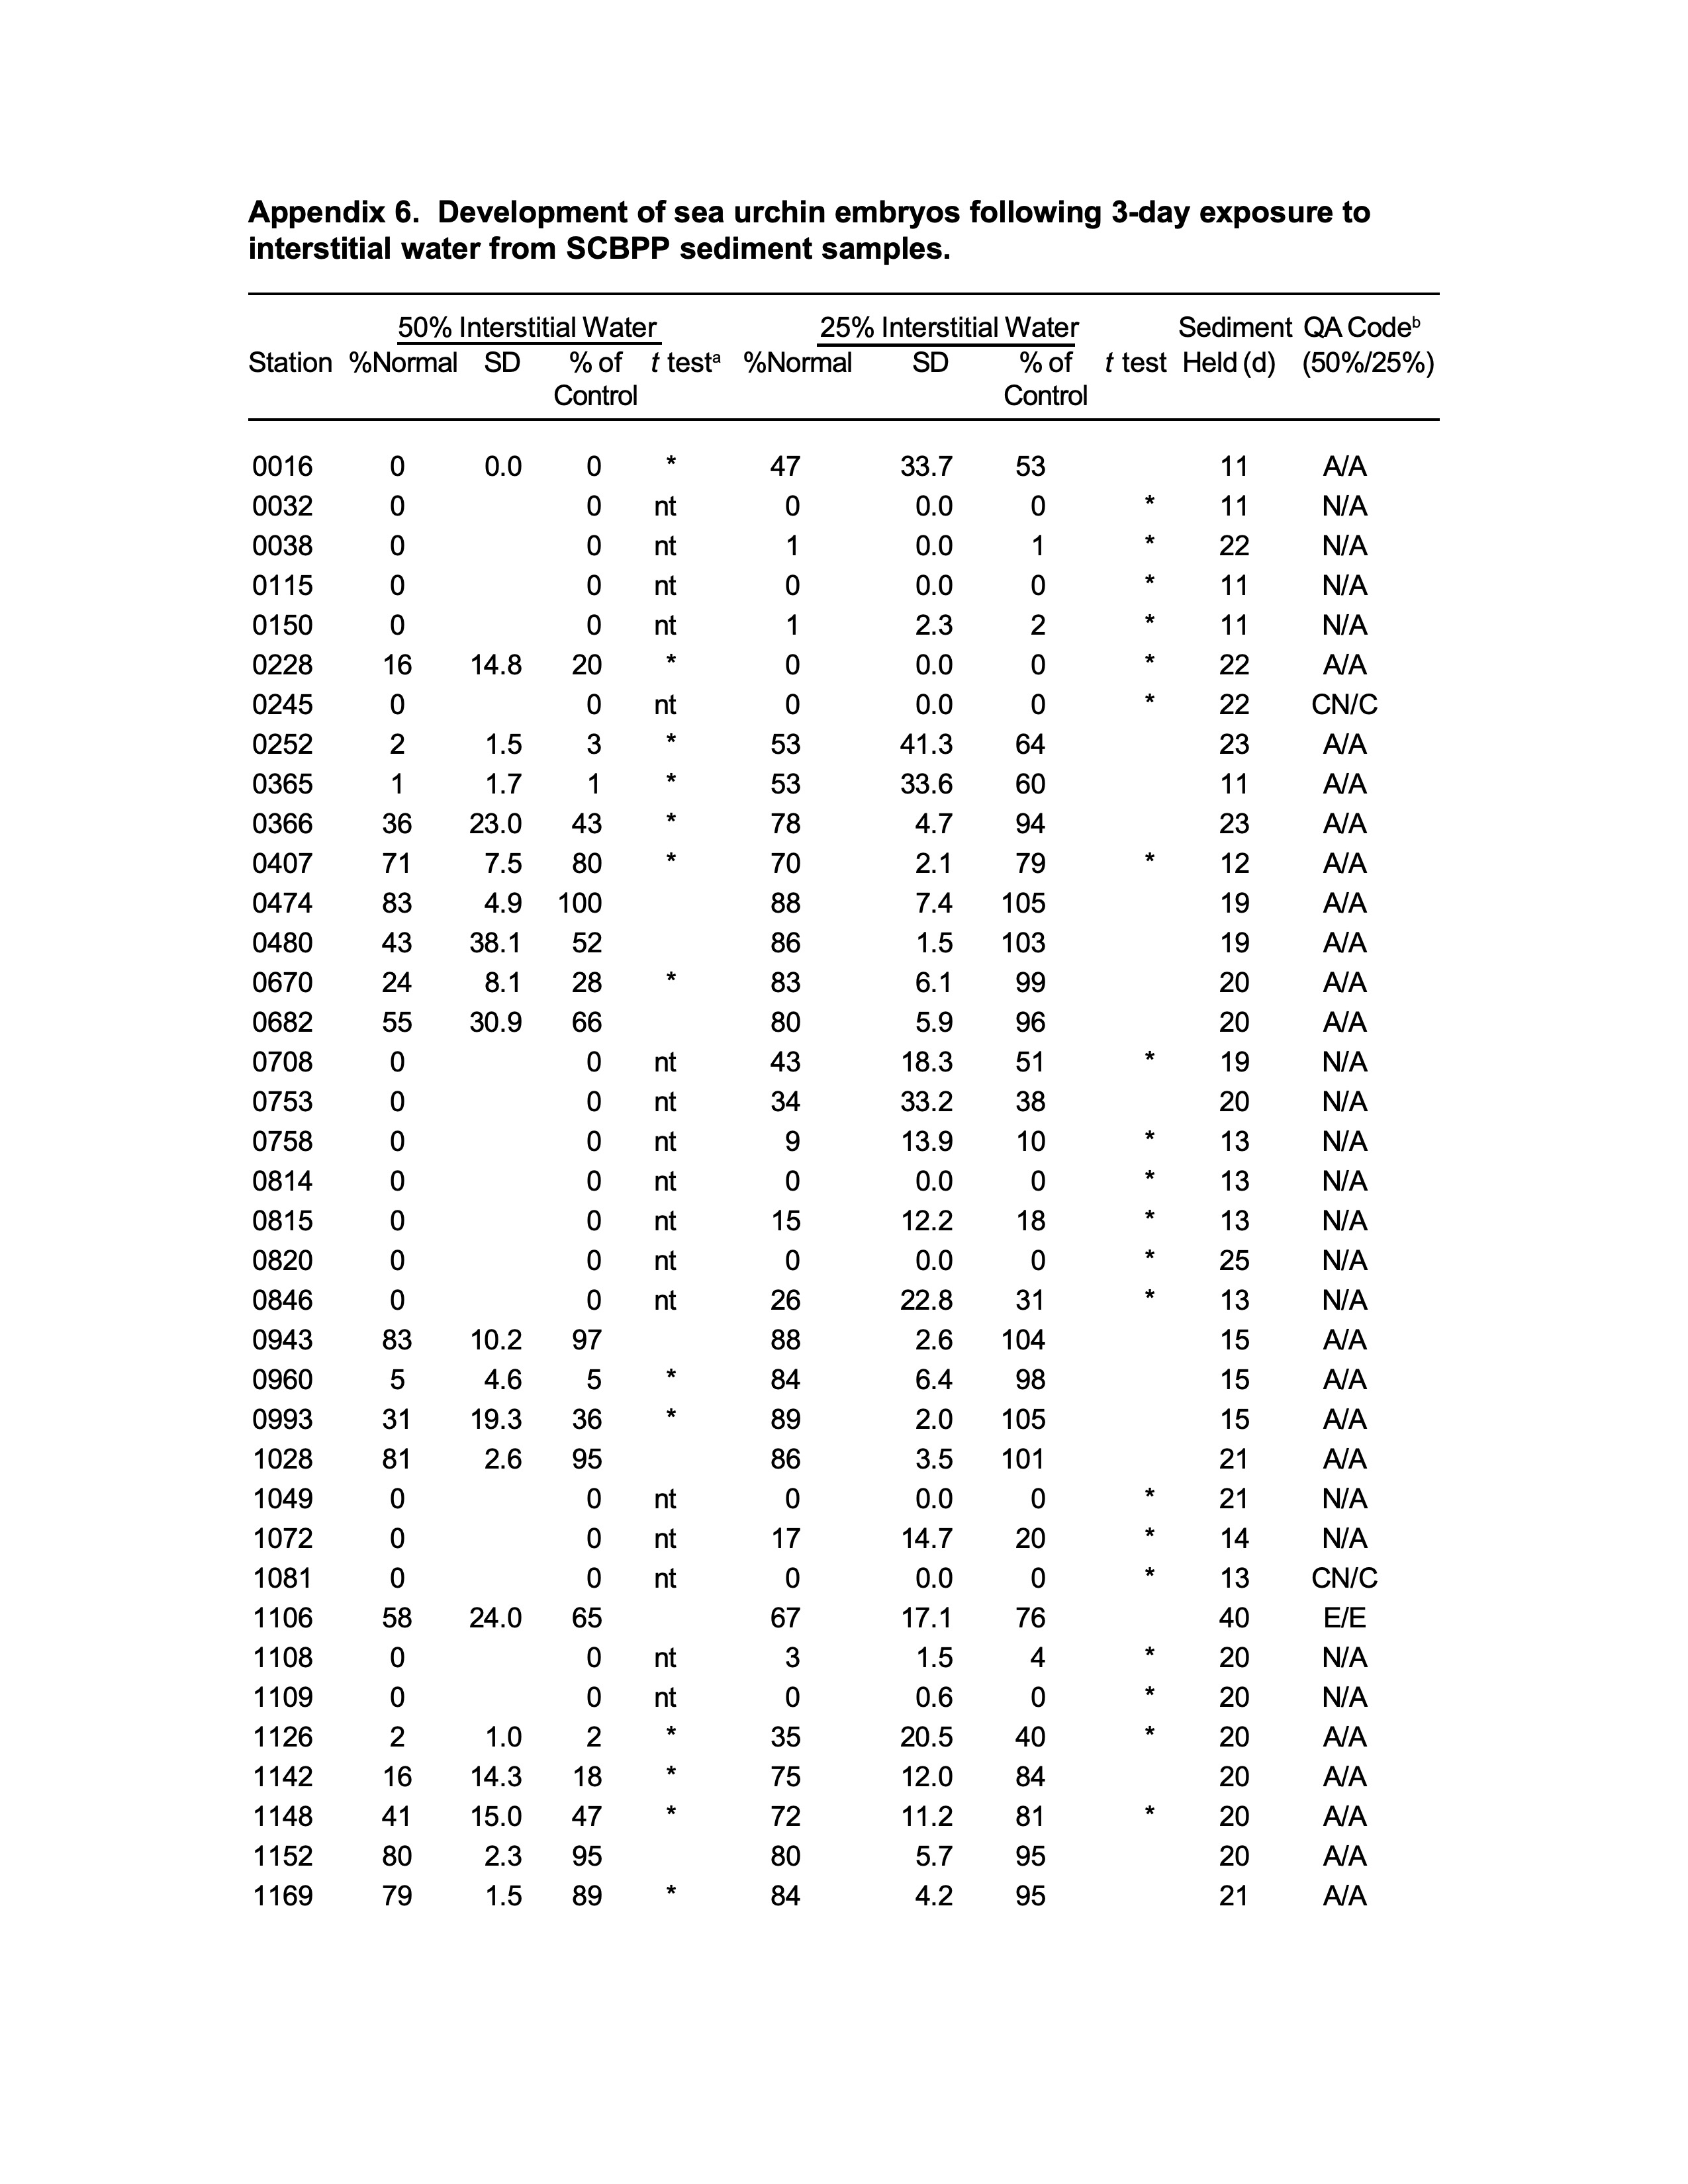 Appendix 6. Development of sea urchin embryos following 3-day exposure to
interstitial water from SCBPP sediment samples.
50% Interstitial Water 25% Interstitial Water Sediment QA Codeb
Station %Normal SD % of t testa %Normal SD % of t test Held (d) (50%/25%)
Control Control
0016 0 0.0 0 * 47 33.7 53 11 A/A
0032 0 0 nt 0 0.0 0 * 11 N/A
0038 0 0 nt 1 0.0 1 * 22 N/A
0115 0 0 nt 0 0.0 0 * 11 N/A
0150 0 0 nt 1 2.3 2 * 11 N/A
0228 16 14.8 20 * 0 0.0 0 * 22 A/A
0245 0 0 nt 0 0.0 0 * 22 CN/C
0252 2 1.5 3 * 53 41.3 64 23 A/A
0365 1 1.7 1 * 53 33.6 60 11 A/A
0366 36 23.0 43 * 78 4.7 94 23 A/A
0407 71 7.5 80 * 70 2.1 79 * 12 A/A
0474 83 4.9 100 88 7.4 105 19 A/A
0480 43 38.1 52 86 1.5 103 19 A/A
0670 24 8.1 28 * 83 6.1 99 20 A/A
0682 55 30.9 66 80 5.9 96 20 A/A
0708 0 0 nt 43 18.3 51 * 19 N/A
0753 0 0 nt 34 33.2 38 20 N/A
0758 0 0 nt 9 13.9 10 * 13 N/A
0814 0 0 nt 0 0.0 0 * 13 N/A
0815 0 0 nt 15 12.2 18 * 13 N/A
0820 0 0 nt 0 0.0 0 * 25 N/A
0846 0 0 nt 26 22.8 31 * 13 N/A
0943 83 10.2 97 88 2.6 104 15 A/A
0960 5 4.6 5 * 84 6.4 98 15 A/A
0993 31 19.3 36 * 89 2.0 105 15 A/A
1028 81 2.6 95 86 3.5 101 21 A/A
1049 0 0 nt 0 0.0 0 * 21 N/A
1072 0 0 nt 17 14.7 20 * 14 N/A
1081 0 0 nt 0 0.0 0 * 13 CN/C
1106 58 24.0 65 67 17.1 76 40 E/E
1108 0 0 nt 3 1.5 4 * 20 N/A
1109 0 0 nt 0 0.6 0 * 20 N/A
1126 2 1.0 2 * 35 20.5 40 * 20 A/A
1142 16 14.3 18 * 75 12.0 84 20 A/A
1148 41 15.0 47 * 72 11.2 81 * 20 A/A
1152 80 2.3 95 80 5.7 95 20 A/A
1169 79 1.5 89 * 84 4.2 95 21 A/A